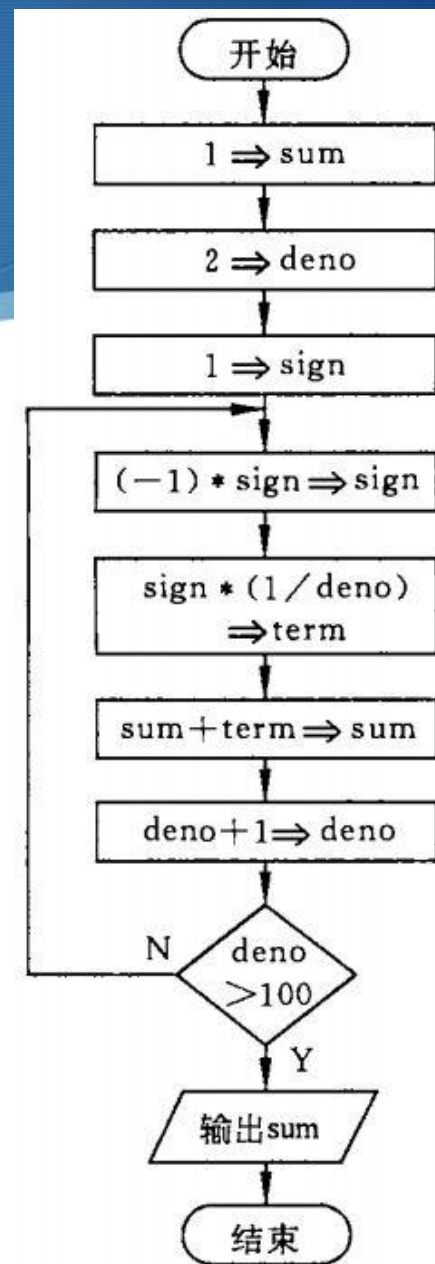 开始
1⇒sum
2⇒deno
1⇒sign
(-1)*sign⇒sign
sign*(1/deno)
⇒term
sum+term⇒sum
deno+1⇒deno
N
deno
>100
Y
输出sum
结束